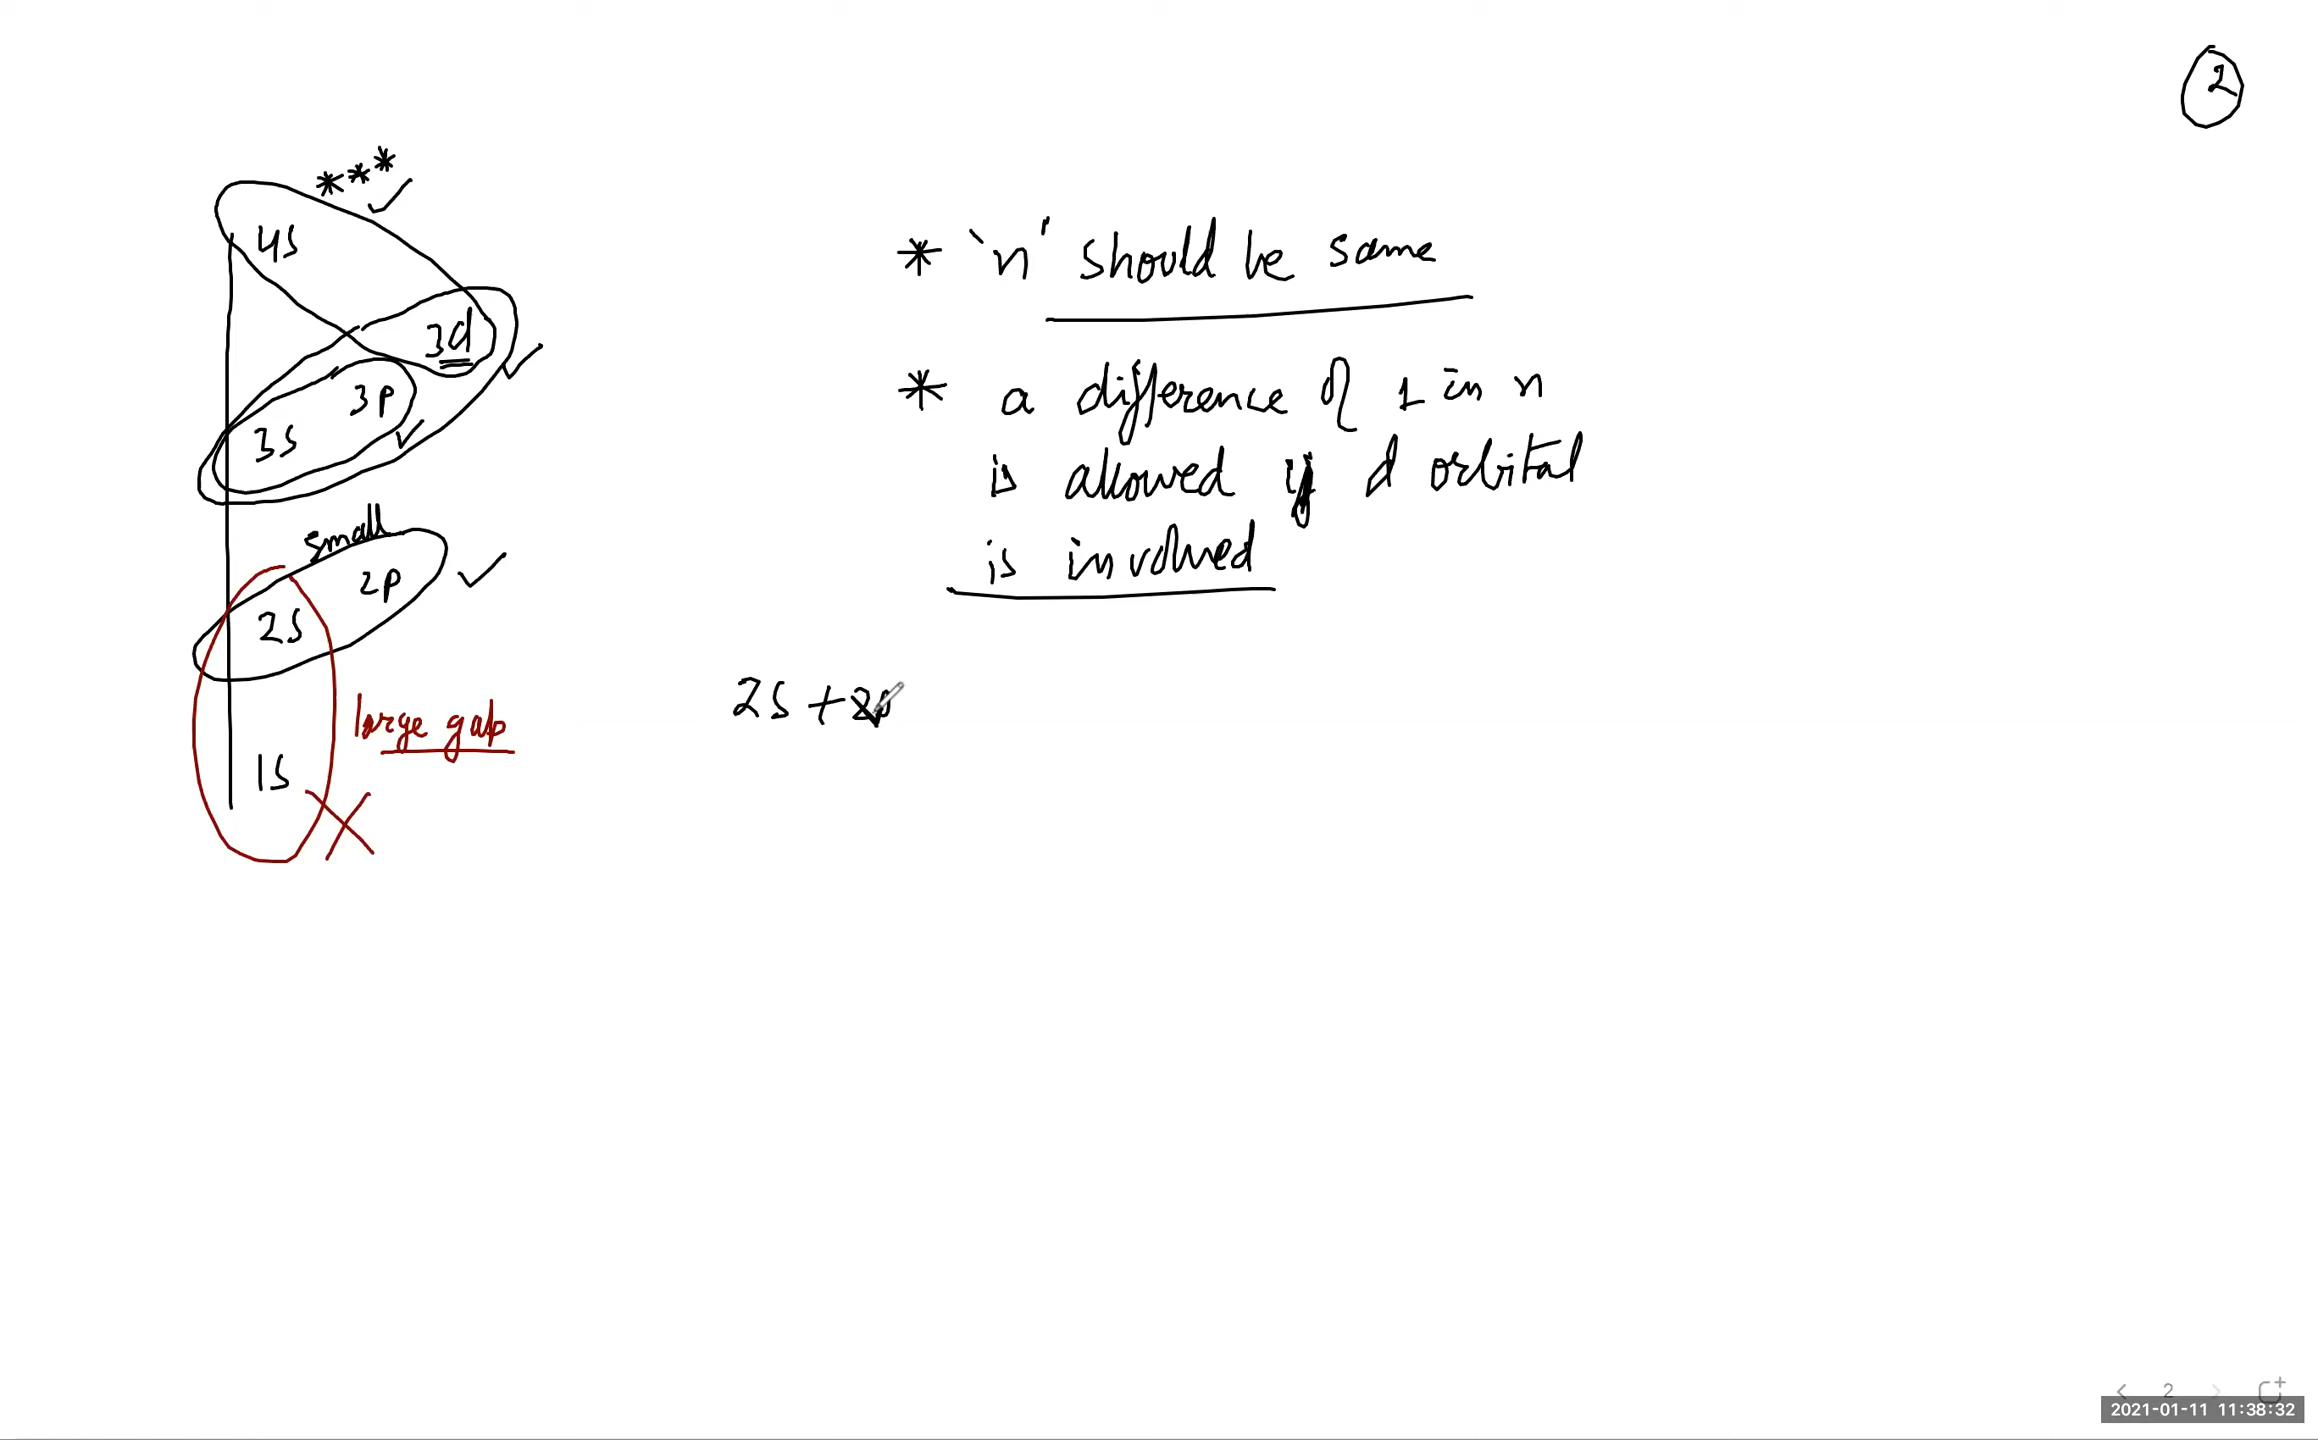 2
***
4s
3d
3p
3s
small
2p
2s
large gap
1s
* 'n' should be same
* a difference of 1 in n
is allowed if d orbital
is involved
2s +
2
2021-01-11 11:38:32